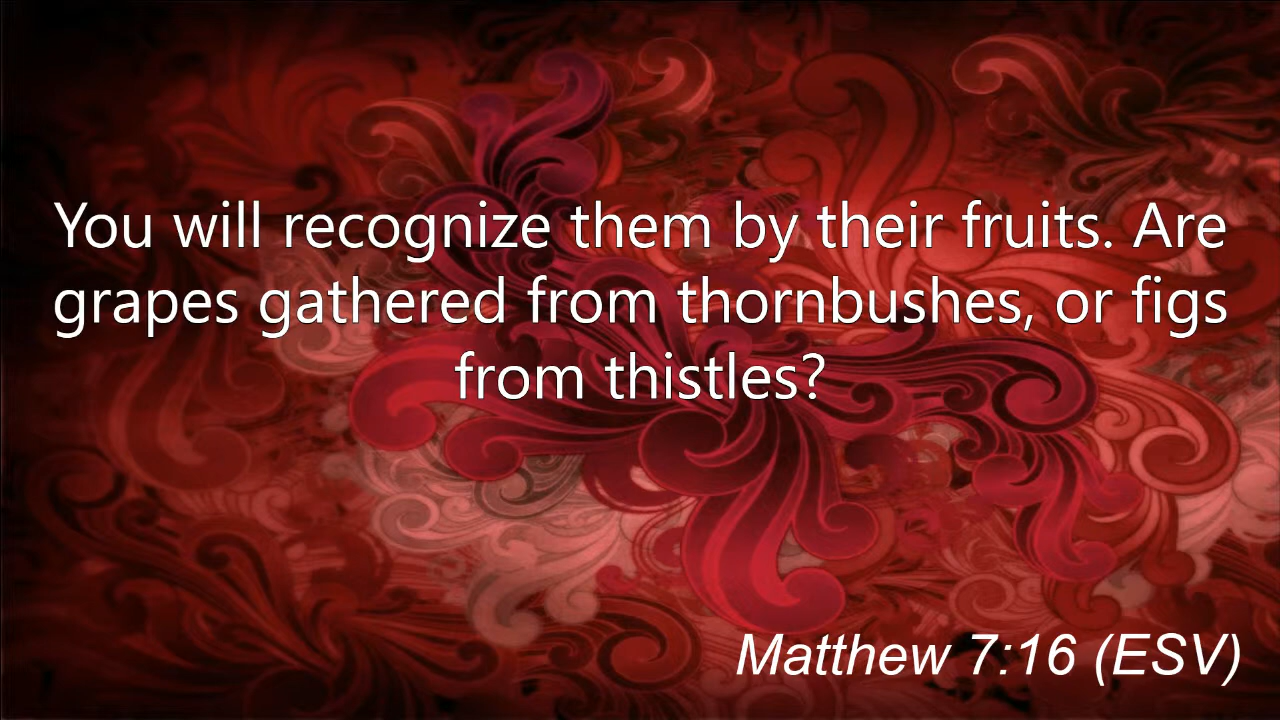 You will recognize them by their fruits. Are
grapes gathered from thornbushes, or figs
from thistles?
Matthew 7:16 (ESV)